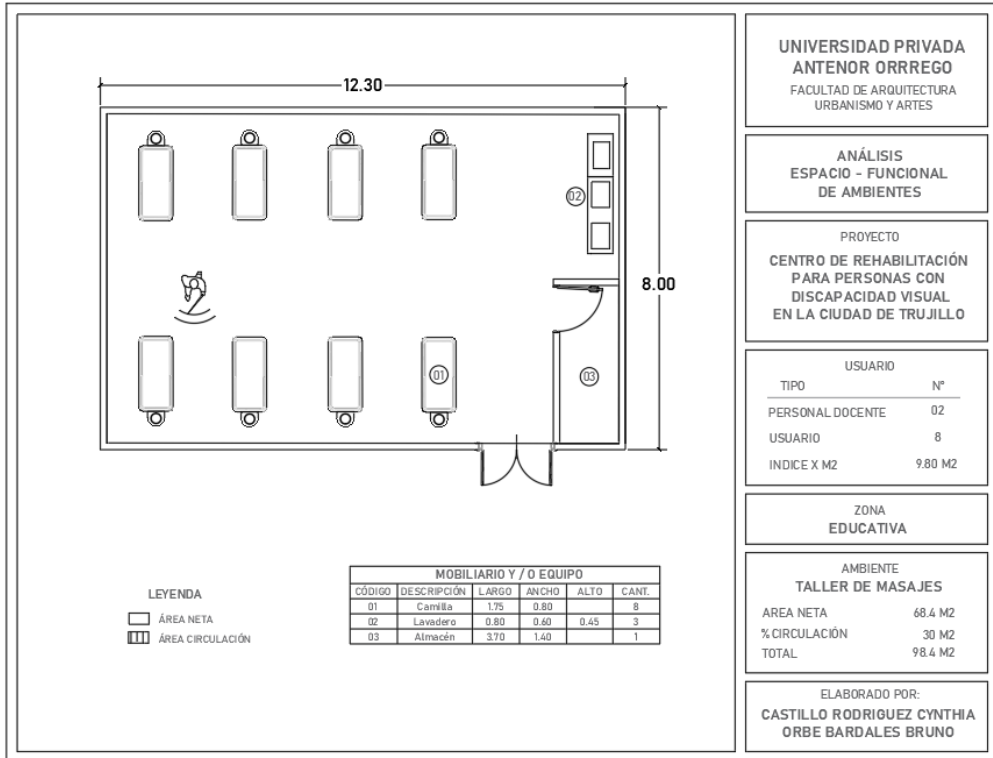 12.30
02
8.00
01
03
LEYENDA
ÁREA NETA
ÁREA CIRCULACIÓN
MOBILIARIO Y / O EQUIPO
CÓDIGO DESCRIPCIÓN LARGO ANCHO ALTO CANT.
01 Camilla 1.75 0.80 8
02 Lavadero 0.80 0.60 0.45 3
03 Almacén 3.70 1.40 1
UNIVERSIDAD PRIVADA
ANTENOR ORRREGO
FACULTAD DE ARQUITECTURA
URBANISMO Y ARTES
ANÁLISIS
ESPACIO - FUNCIONAL
DE AMBIENTES
PROYECTO
CENTRO DE REHABILITACIÓN
PARA PERSONAS CON
DISCAPACIDAD VISUAL
EN LA CIUDAD DE TRUJILLO
USUARIO
TIPO N°
PERSONAL DOCENTE 02
USUARIO 8
INDICE X M2 9.80 M2
ZONA
EDUCATIVA
AMBIENTE
TALLER DE MASAJES
AREA NETA 68.4 M2
% CIRCULACIÓN 30 M2
TOTAL 98.4 M2
ELABORADO POR:
CASTILLO RODRIGUEZ CYNTHIA
ORBE BARDALES BRUNO